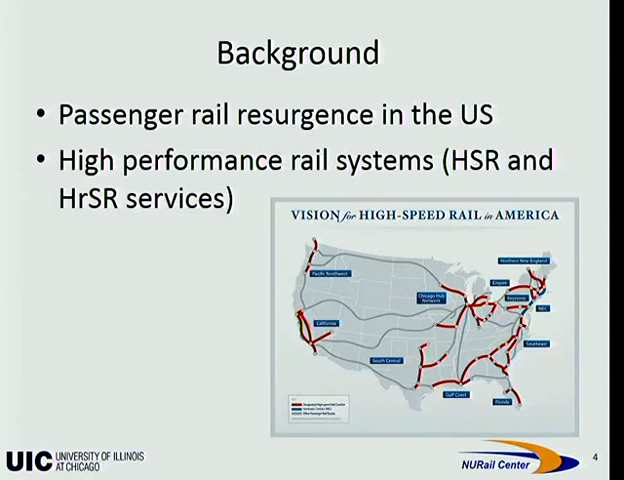 Background
• Passenger rail resurgence in the US
• High performance rail systems (HSR and
HrSR services)
VISION for HIGH-SPEED RAIL in AMERICA
Northern New England
Pacific Northwest
Empire
Chicago Hub
Network
Keystone
NEC
California
Southeast
South Central
Gulf Coast
Florida
UIC
UNIVERSITY OF ILLINOIS
AT CHICAGO
NURail Center
4